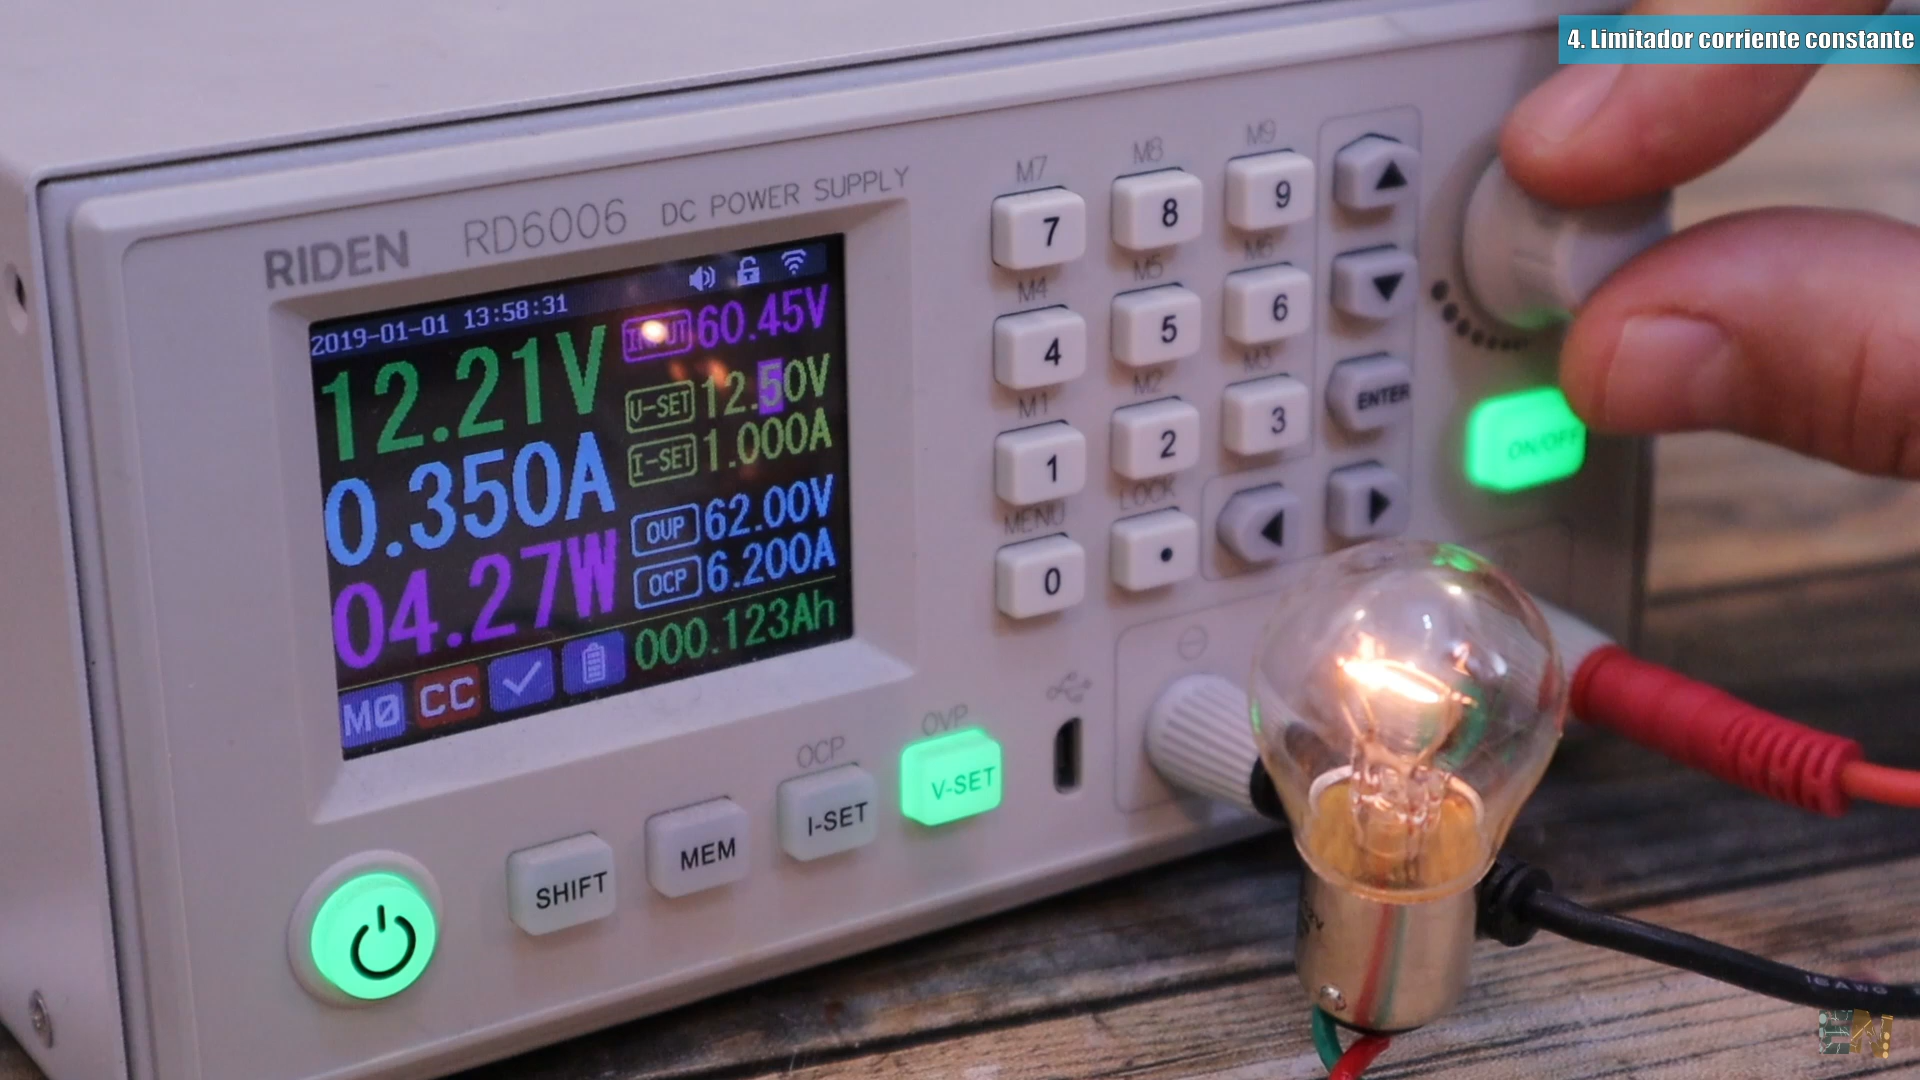 4. Limitador corriente constante
RIDEN RD6006 DC POWER SUPPLY
2019-01-01 13:58:31
12.21V
0.350A
04.27W
INPUT 60.45V
V-SET 12.50V
I-SET 1.000A
OVP 62.00V
OCP 6.200A
000.123Ah
M0 CC
M7 M8 M9
7 8 9
M4 M5 M6
4 5 6
ENTER
M1 M2 M3
1 2 3
MENU LOCK
0 .
ON/OFF
OCP OVP
SHIFT MEM I-SET V-SET
16AWG
EN